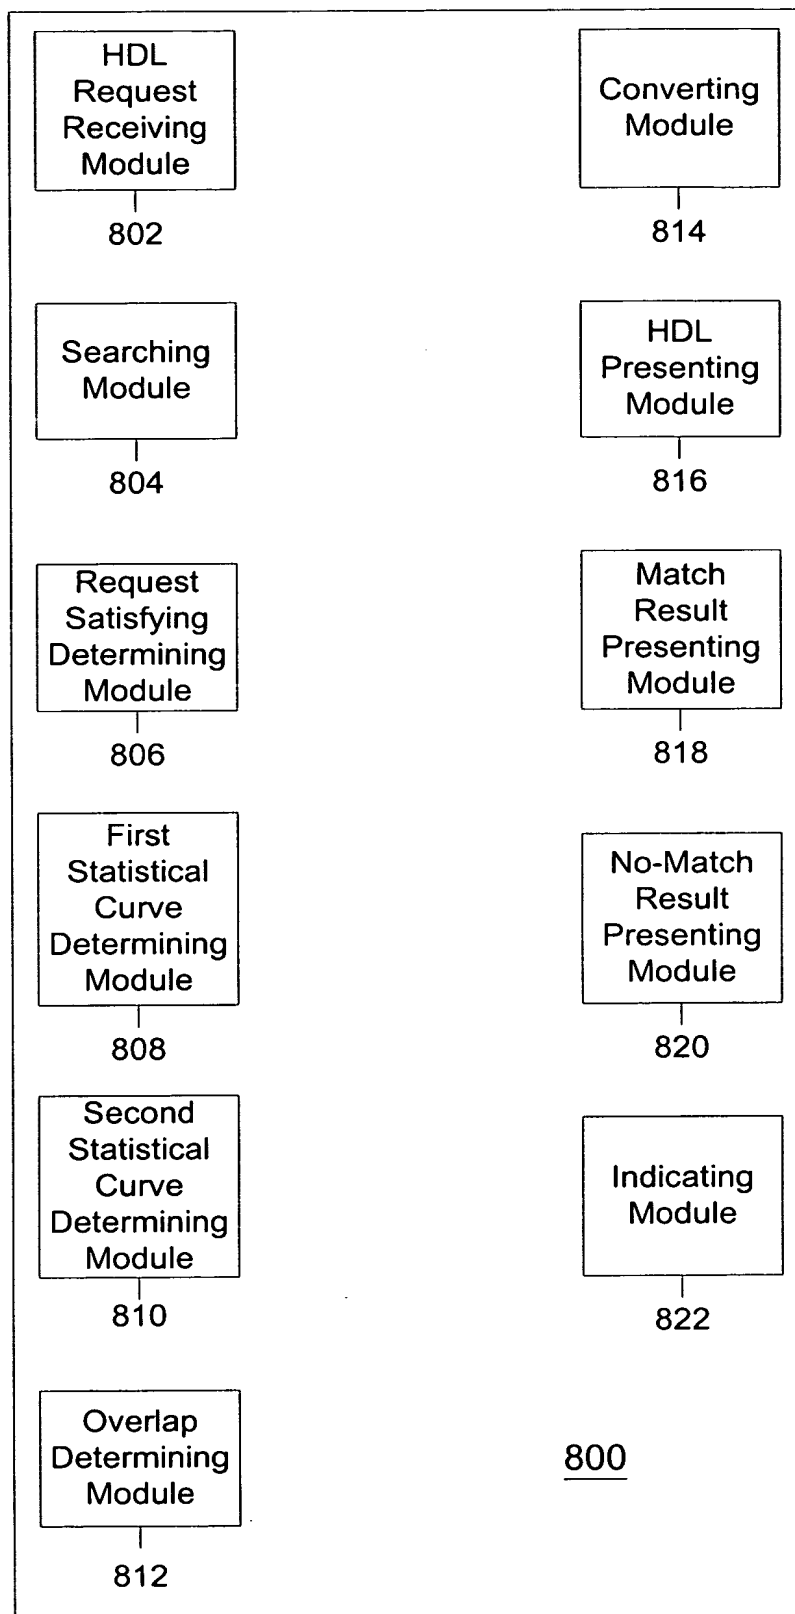 HDL
Request
Receiving
Module
802
Searching
Module
804
Request
Satisfying
Determining
Module
806
First
Statistical
Curve
Determining
Module
808
Second
Statistical
Curve
Determining
Module
810
Overlap
Determining
Module
812
Converting
Module
814
HDL
Presenting
Module
816
Match
Result
Presenting
Module
818
No-Match
Result
Presenting
Module
820
Indicating
Module
822
800